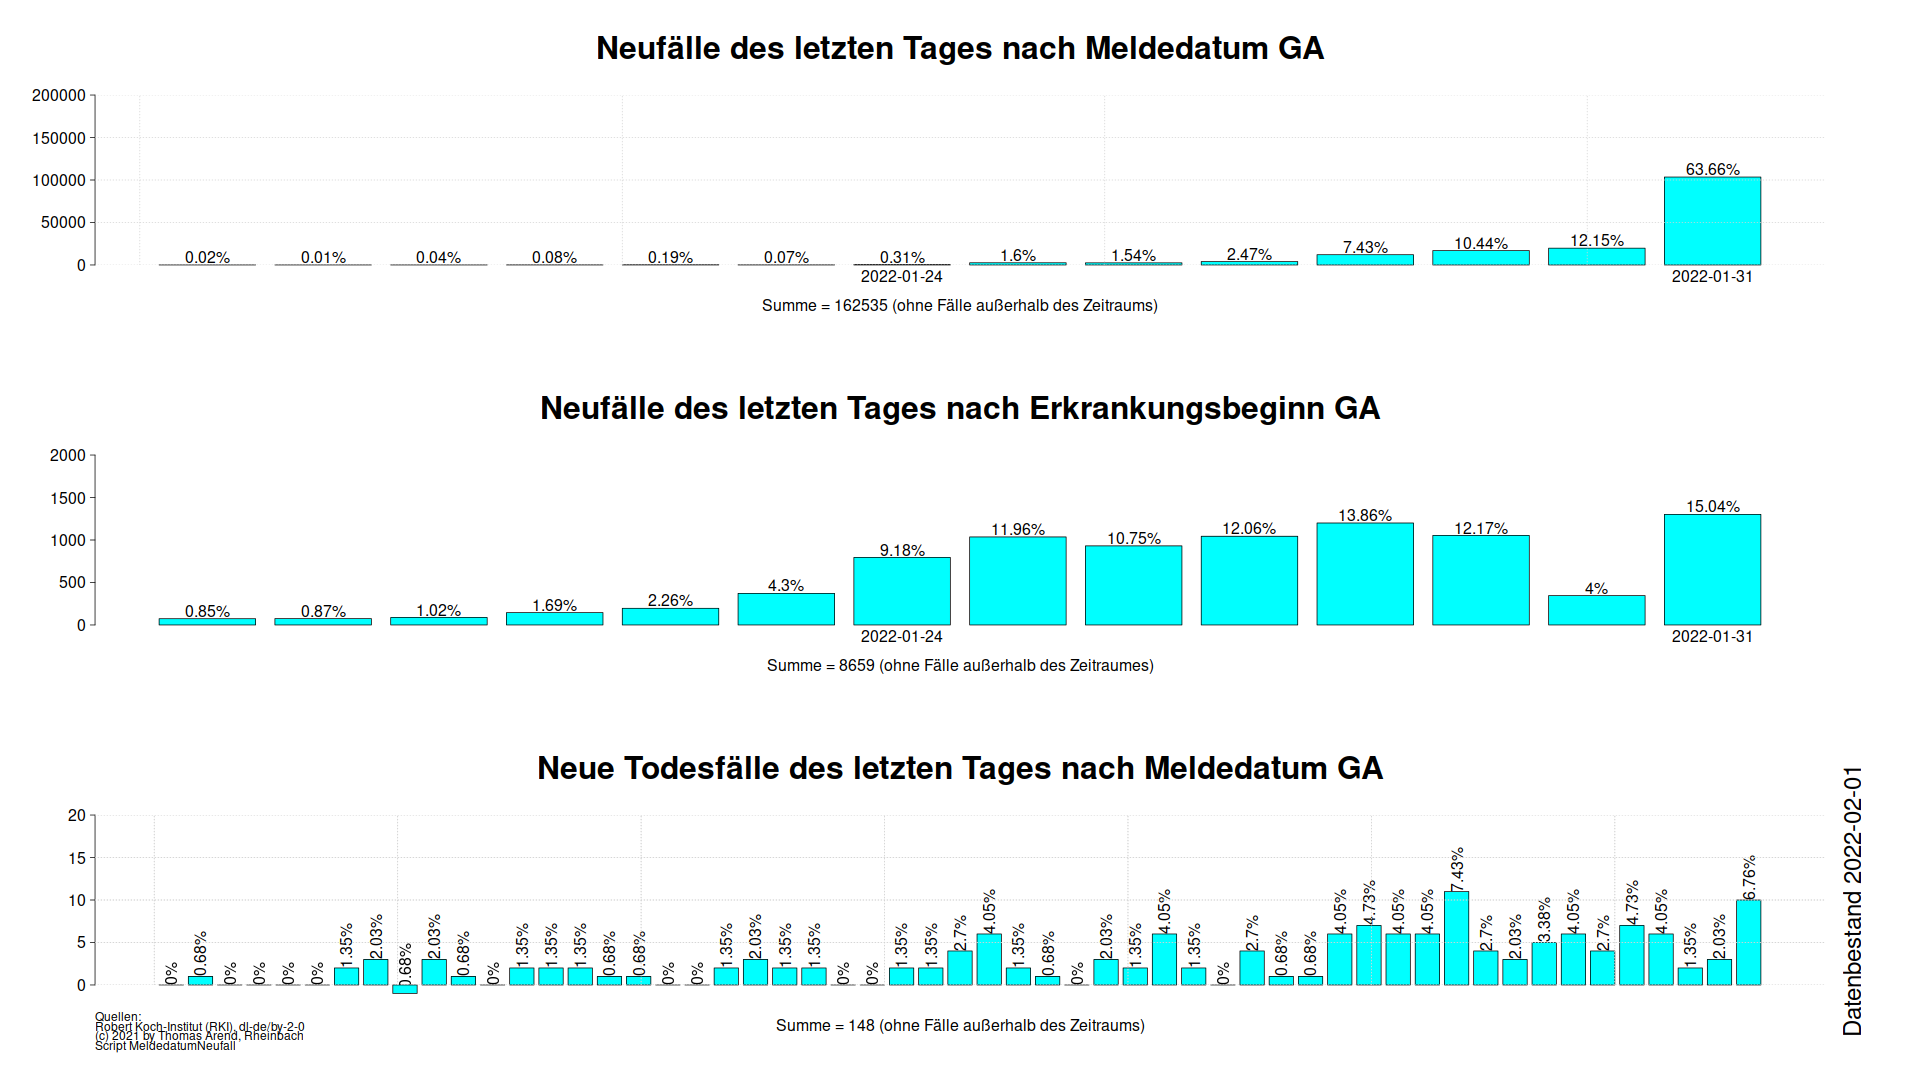 Neufälle des letzten Tages nach Meldedatum GA
200000
150000
100000
50000
0
0.02% 0.01% 0.04% 0.08% 0.19% 0.07% 0.31% 1.6% 1.54% 2.47% 7.43% 10.44% 12.15% 63.66%
2022-01-24 2022-01-31
Summe = 162535 (ohne Fälle außerhalb des Zeitraums)
Neufälle des letzten Tages nach Erkrankungsbeginn GA
2000
1500
1000
500
0
0.85% 0.87% 1.02% 1.69% 2.26% 4.3% 9.18% 11.96% 10.75% 12.06% 13.86% 12.17% 4% 15.04%
2022-01-24 2022-01-31
Summe = 8659 (ohne Fälle außerhalb des Zeitraumes)
Neue Todesfälle des letzten Tages nach Meldedatum GA
20
15
10
5
0
0% 0.68% 0% 0% 0% 0% 1.35% 2.03% 0.68% 2.03% 0.68% 0% 1.35% 1.35% 1.35% 0.68% 0.68% 0% 0% 1.35% 2.03% 1.35% 1.35% 0% 0% 1.35% 1.35% 2.7% 4.05% 1.35% 0.68% 0% 2.03% 1.35% 4.05% 1.35% 0% 2.7% 0.68% 0.68% 4.05% 4.73% 4.05% 4.05% 7.43% 2.7% 2.03% 3.38% 4.05% 2.7% 4.73% 4.05% 1.35% 2.03% 6.76%
Summe = 148 (ohne Fälle außerhalb des Zeitraums)
Quellen:
Robert Koch-Institut (RKI), dl-de/by-2-0
(c) 2021 by Thomas Arend, Rheinbach
Script MeldedatumNeufall
Datenbestand 2022-02-01